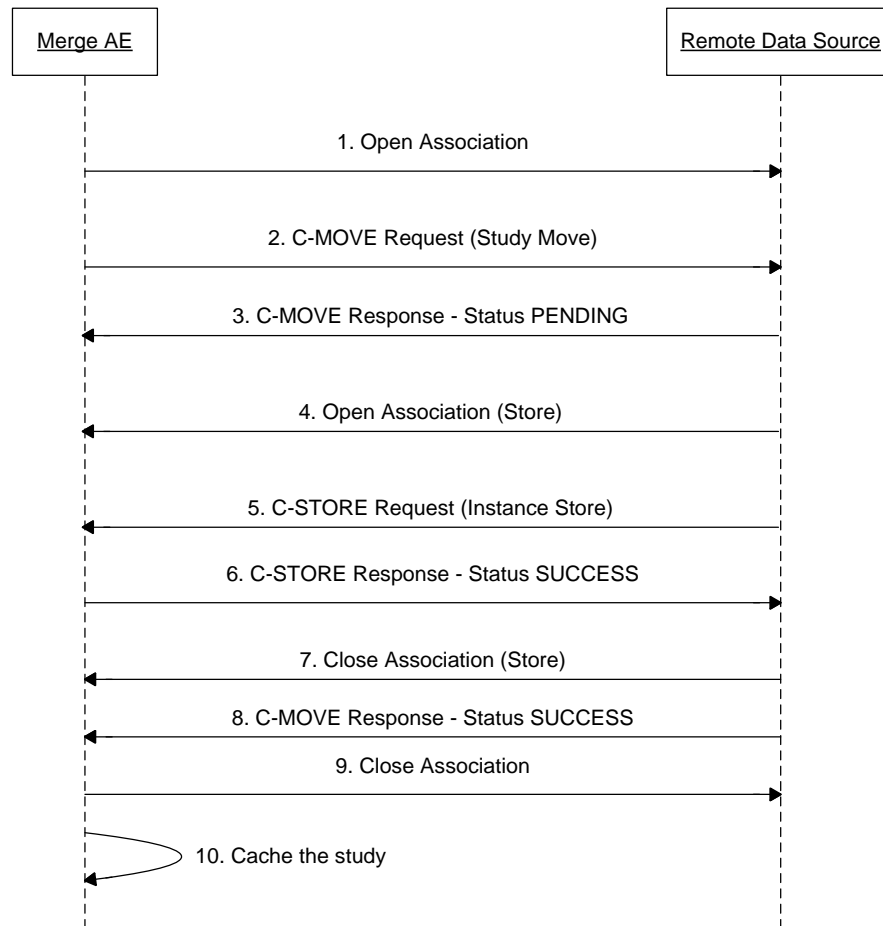 Merge AE
Remote Data Source
1. Open Association
2. C-MOVE Request (Study Move)
3. C-MOVE Response - Status PENDING
4. Open Association (Store)
5. C-STORE Request (Instance Store)
6. C-STORE Response - Status SUCCESS
7. Close Association (Store)
8. C-MOVE Response - Status SUCCESS
9. Close Association
10. Cache the study